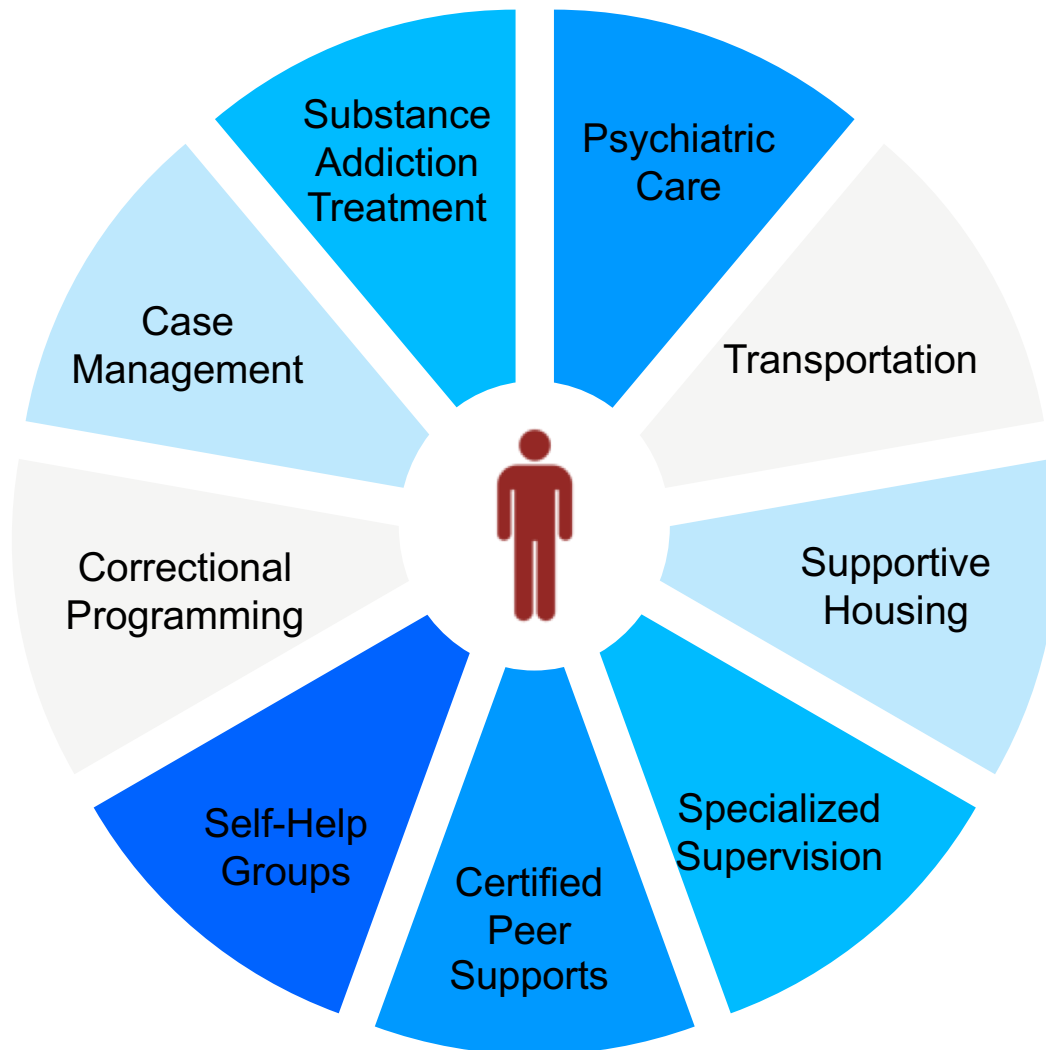 Substance
Addiction
Treatment
Psychiatric
Care
Transportation
Supportive
Housing
Specialized
Supervision
Certified
Peer
Supports
Self-Help
Groups
Correctional
Programming
Case
Management